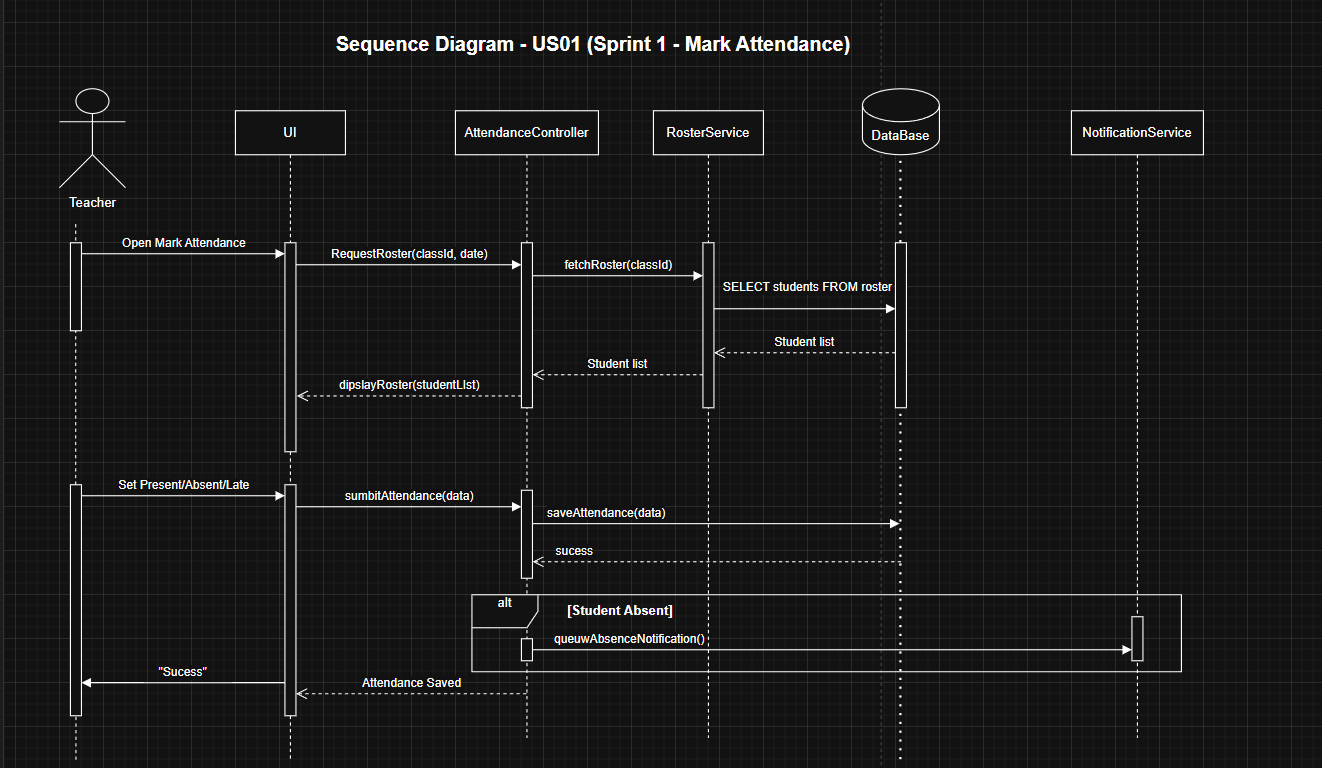 Sequence Diagram - US01 (Sprint 1 - Mark Attendance)
Teacher
UI
AttendanceController
RosterService
DataBase
NotificationService
Open Mark Attendance
RequestRoster(classId, date)
fetchRoster(classId)
SELECT students FROM roster
Student list
Student list
dipslayRoster(studentLIst)
Set Present/Absent/Late
sumbitAttendance(data)
saveAttendance(data)
sucess
alt
[Student Absent]
queuwAbsenceNotification()
"Sucess"
Attendance Saved